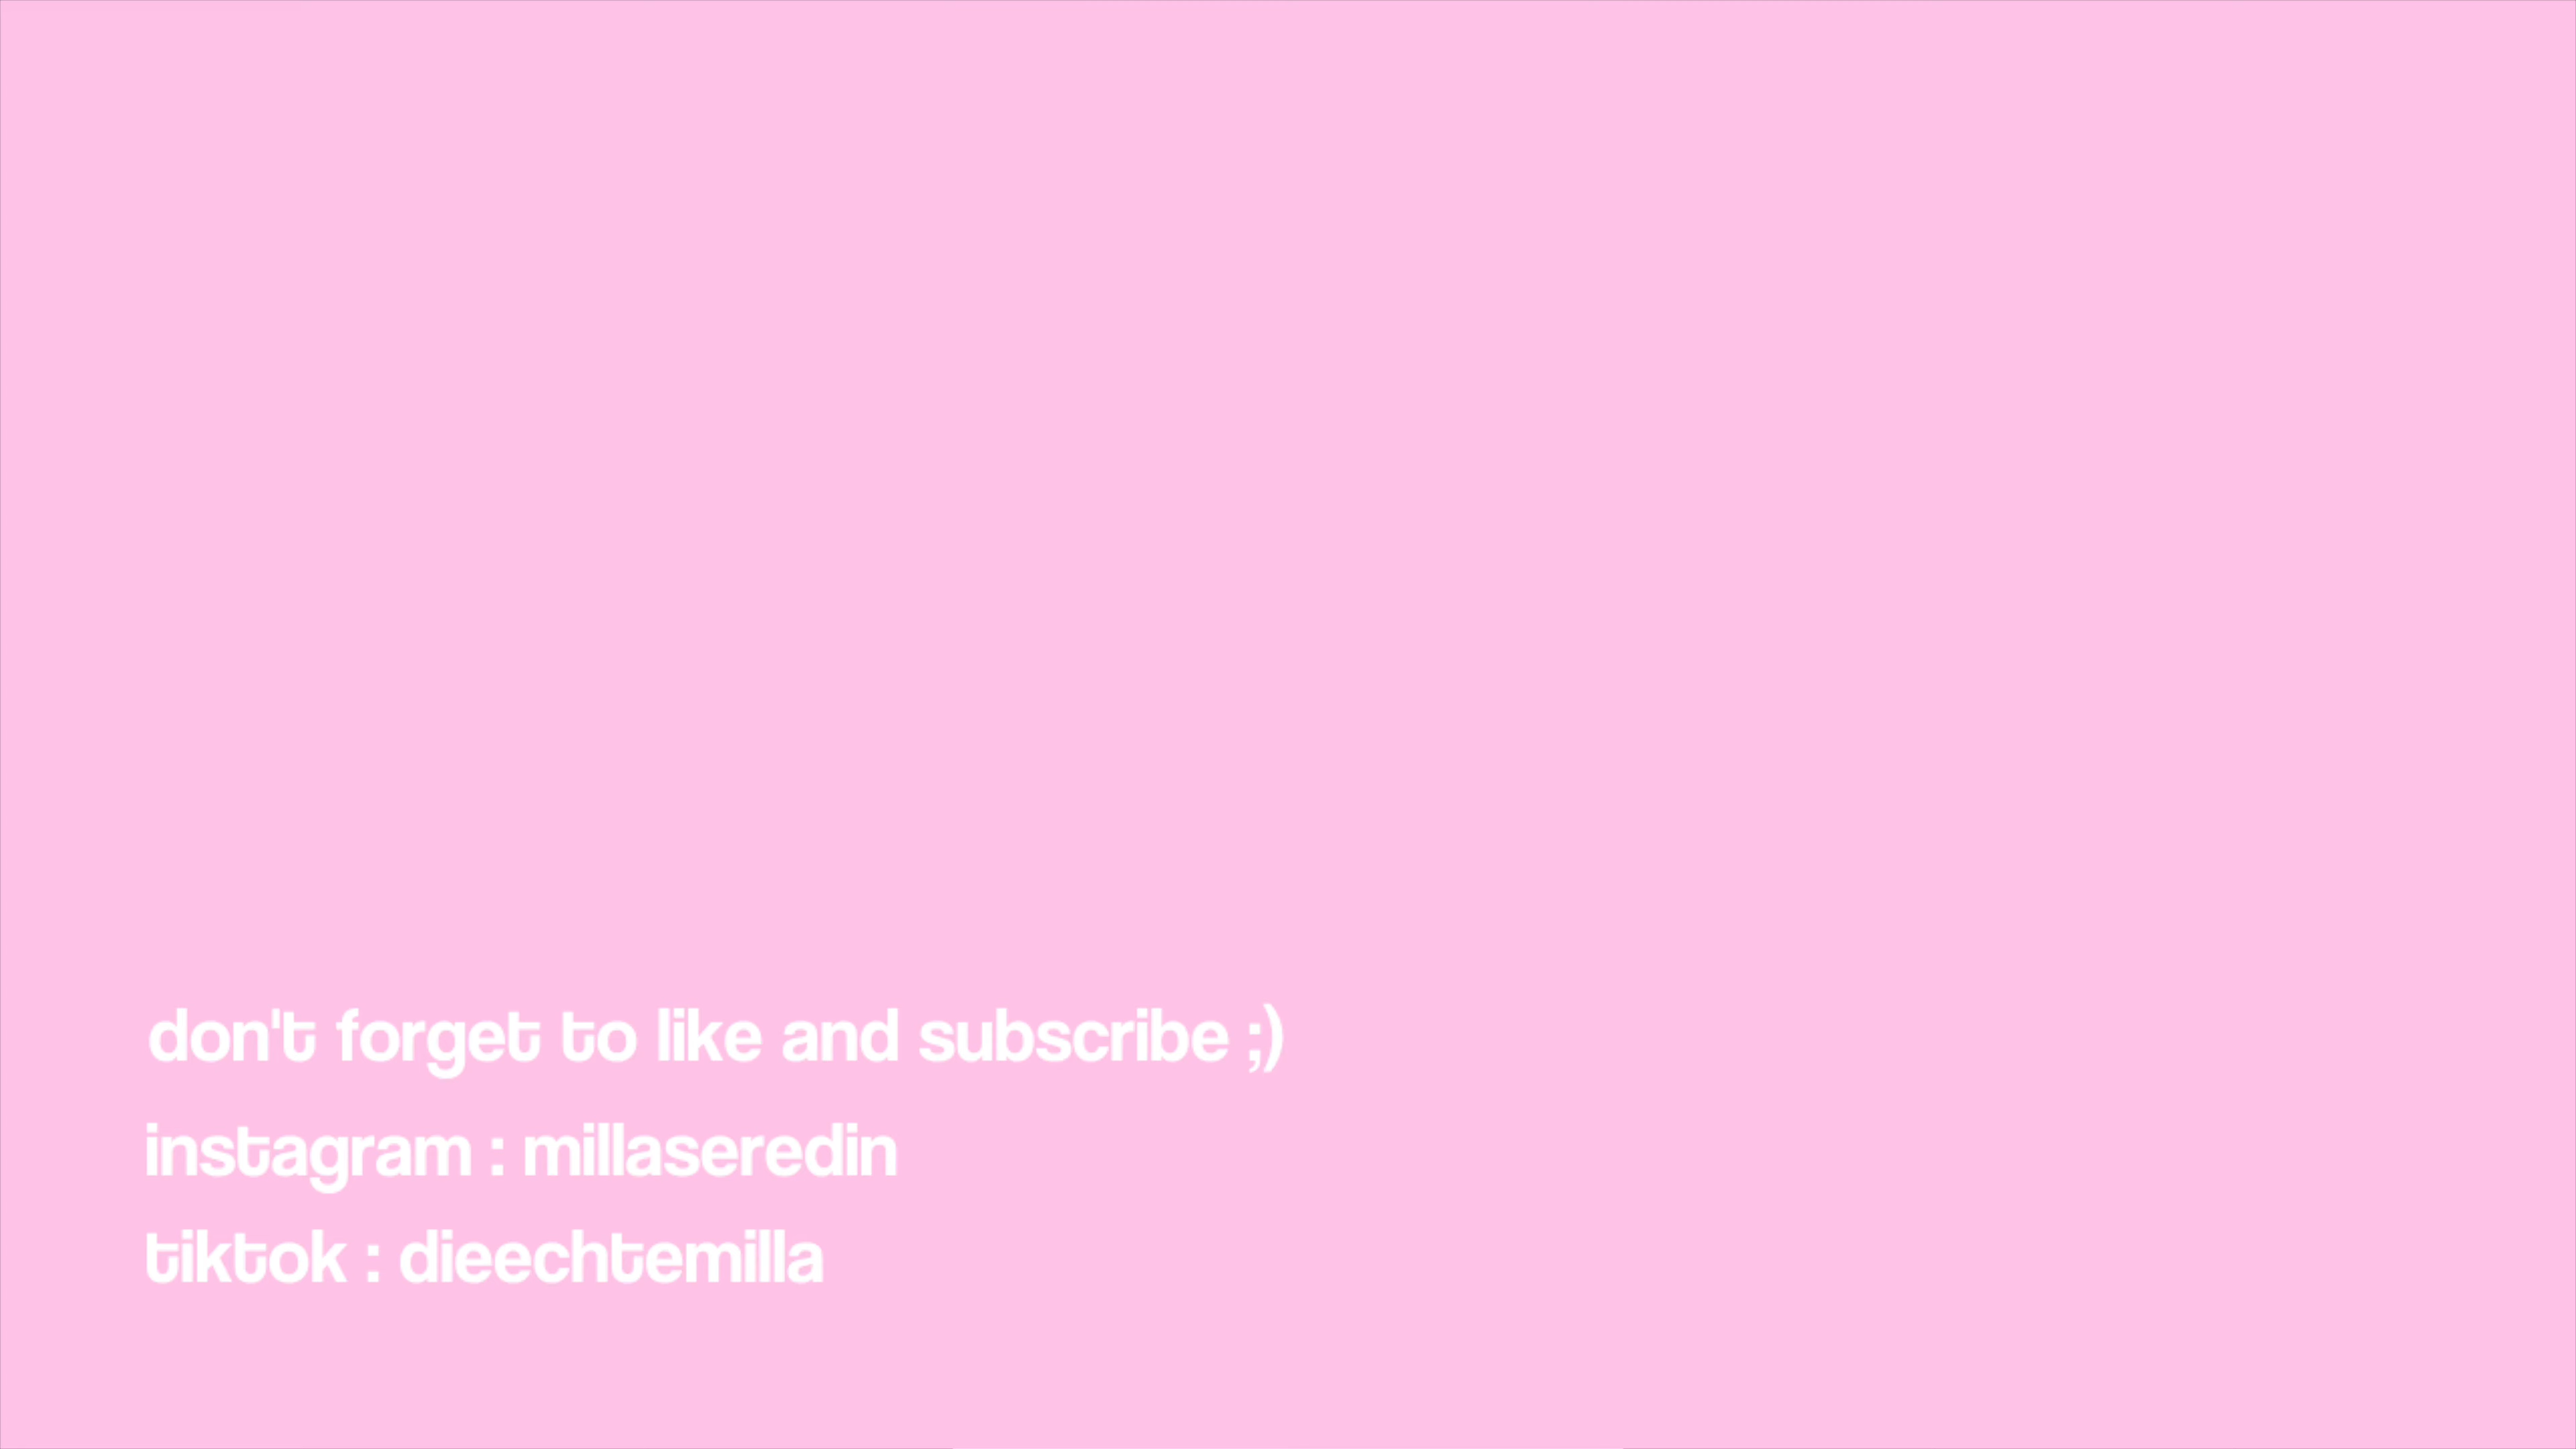 don't forget to like and subscribe ;)
instagram : millaseredin
tiktok : dieechtemilla